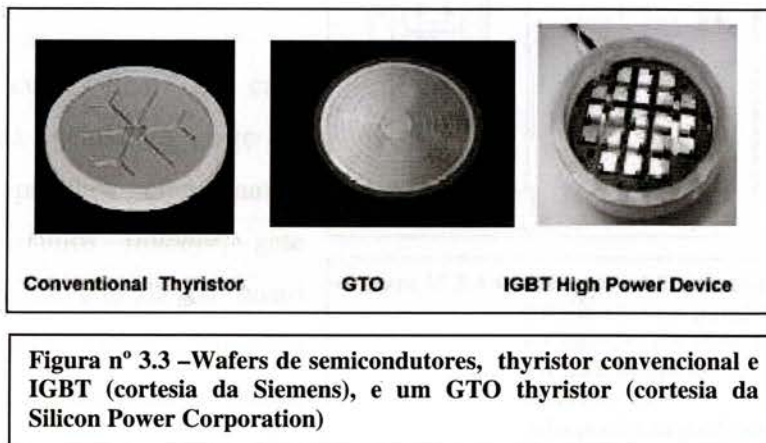 Conventional Thyristor GTO IGBT High Power Device
Figura nº 3.3 –Wafers de semicondutores, thyristor convencional e
IGBT (cortesia da Siemens), e um GTO thyristor (cortesia da
Silicon Power Corporation)